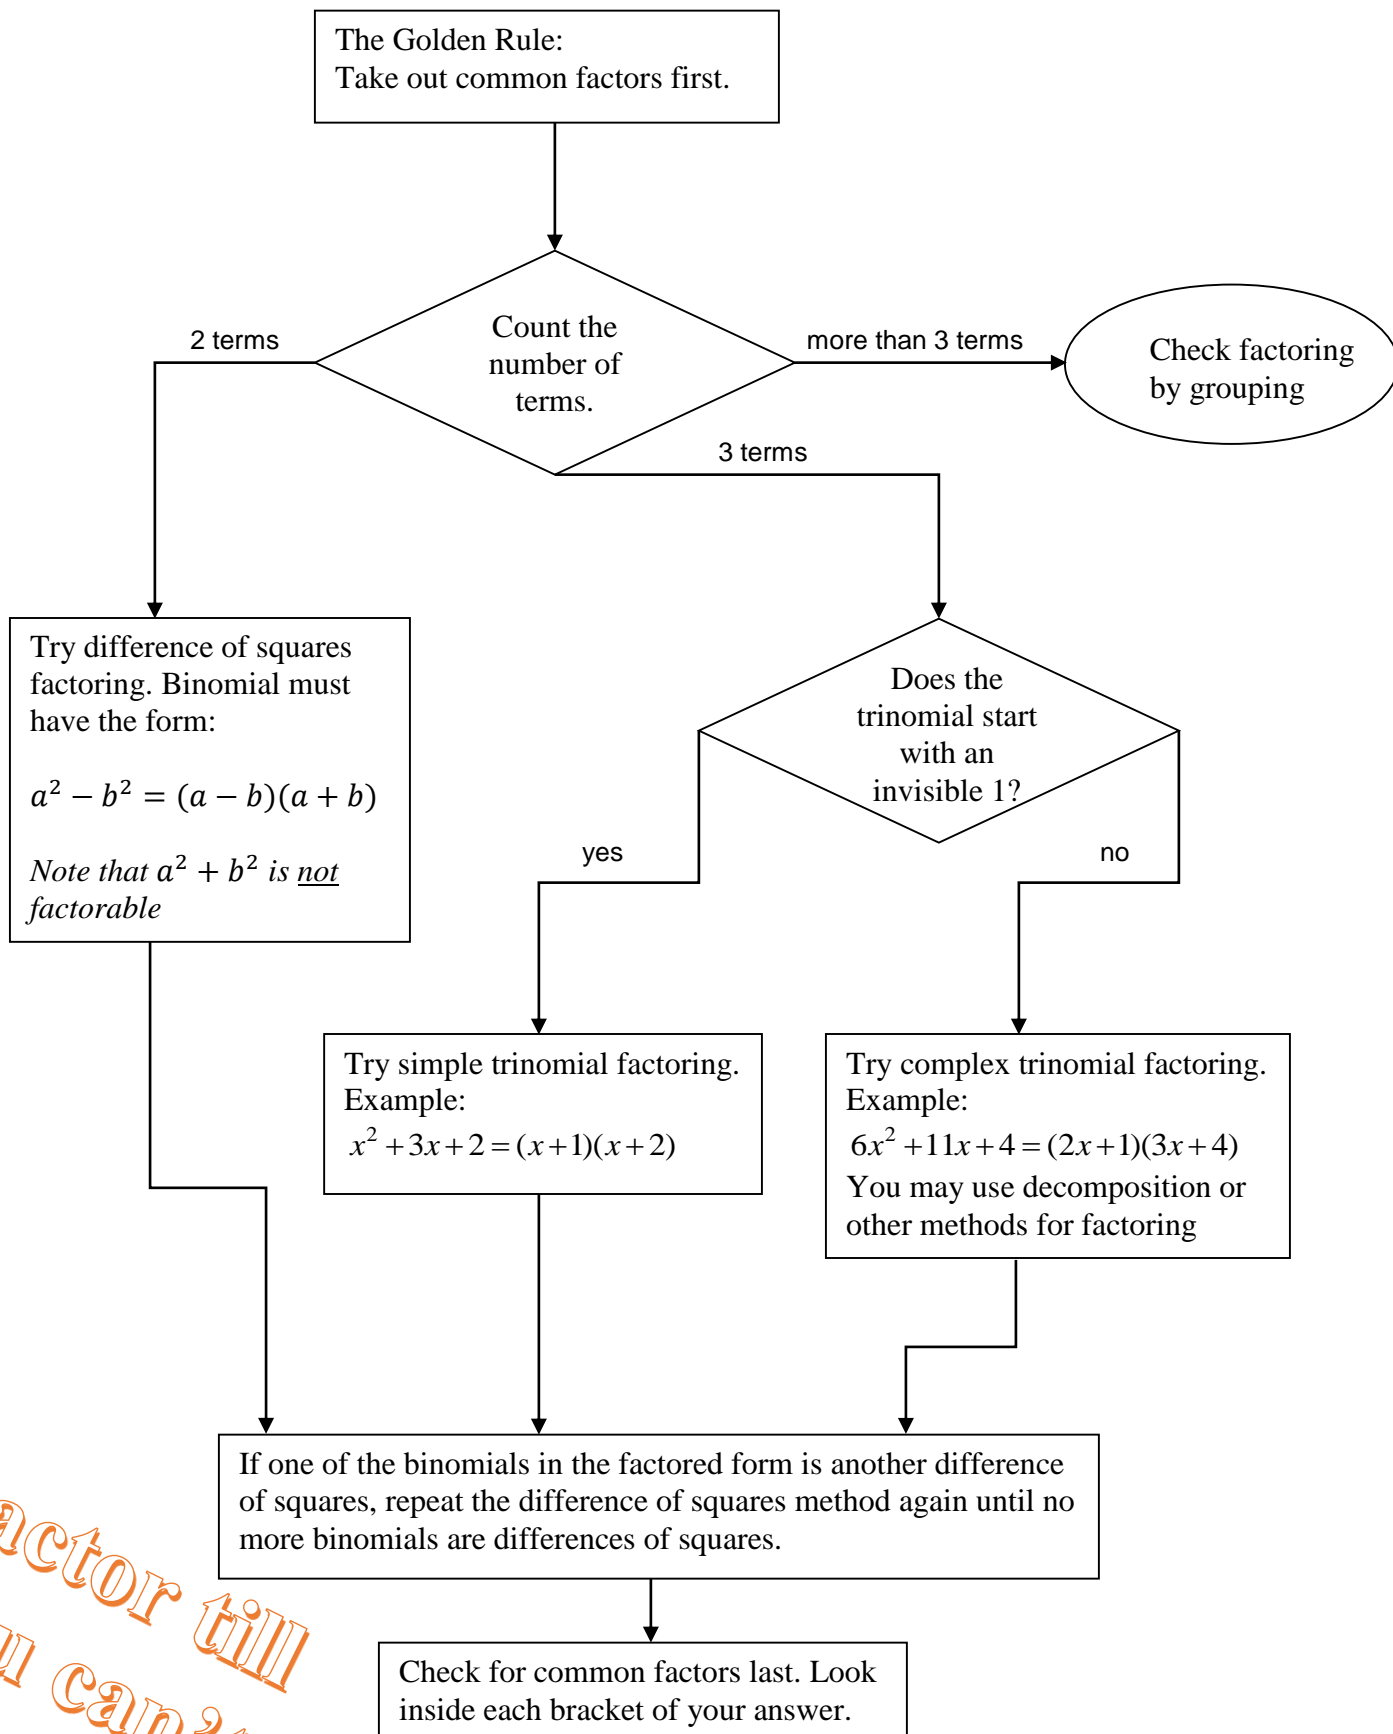 The Golden Rule:
Take out common factors first.
Count the
number of
terms.
2 terms
more than 3 terms
Check factoring
by grouping
3 terms
Try difference of squares
factoring. Binomial must
have the form:
a² − b² = (a − b)(a + b)
Note that a² + b² is not
factorable
Does the
trinomial start
with an
invisible 1?
yes
no
Try simple trinomial factoring.
Example:
x² + 3x + 2 = (x + 1)(x + 2)
Try complex trinomial factoring.
Example:
6x² + 11x + 4 = (2x + 1)(3x + 4)
You may use decomposition or
other methods for factoring
If one of the binomials in the factored form is another difference
of squares, repeat the difference of squares method again until no
more binomials are differences of squares.
actor till
u can't
Check for common factors last. Look
inside each bracket of your answer.